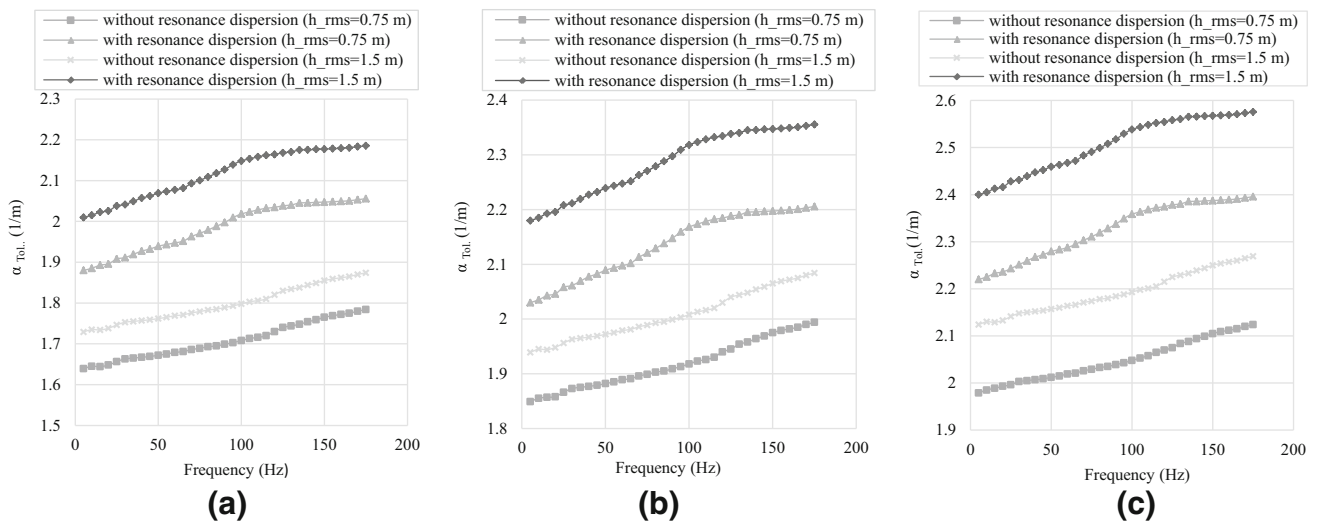 without resonance dispersion (h_rms=0.75 m)
with resonance dispersion (h_rms=0.75 m)
without resonance dispersion (h_rms=1.5 m)
with resonance dispersion (h_rms=1.5 m)
2.3
2.2
2.1
2
1.9
1.8
1.7
1.6
1.5
α Tol.. (1/m)
0 50 100 150 200
Frequency (Hz)
(a)
without resonance dispersion (h_rms=0.75 m)
with resonance dispersion (h_rms=0.75 m)
without resonance dispersion (h_rms=1.5 m)
with resonance dispersion (h_rms=1.5 m)
2.4
2.3
2.2
2.1
2
1.9
1.8
α Tol. (1/m)
0 50 100 150 200
Frequency (Hz)
(b)
without resonance dispersion (h_rms=0.75 m)
with resonance dispersion (h_rms=0.75 m)
without resonance dispersion (h_rms=1.5 m)
with resonance dispersion (h_rms=1.5 m)
2.6
2.5
2.4
2.3
2.2
2.1
2
1.9
α Tol.(1/m)
0 50 100 150 200
Frequency (Hz)
(c)